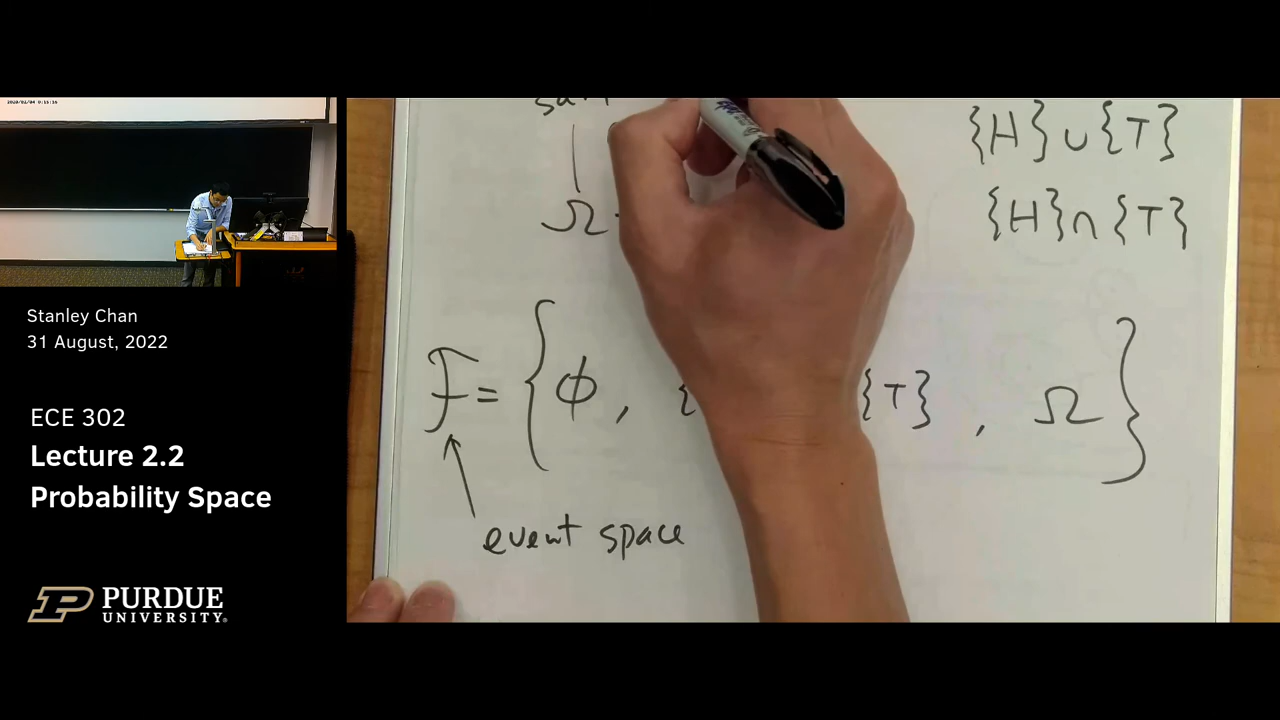 Stanley Chan
31 August, 2022
ECE 302
Lecture 2.2
Probability Space
PURDUE
UNIVERSITY®
{H} ∪ {T}
{H} ∩ {T}
Ω
F = { ϕ, { {T} , Ω }
event space